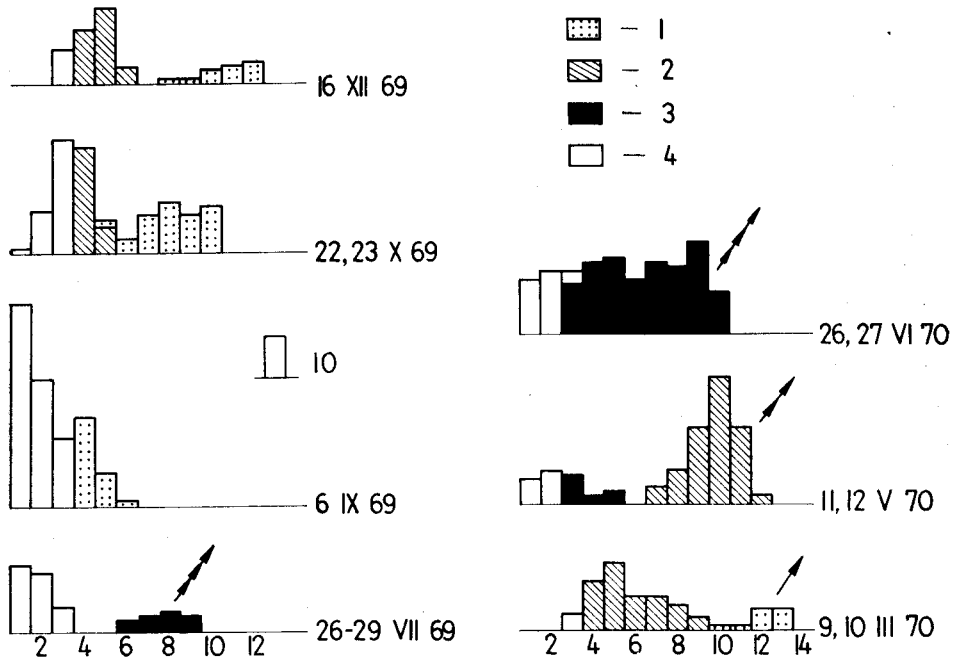 16 XII 69
22, 23 X 69
10
6 IX 69
26-29 VII 69
2 4 6 8 10 12
— 1
— 2
— 3
— 4
26, 27 VI 70
11, 12 V 70
9, 10 III 70
2 4 6 8 10 12 14